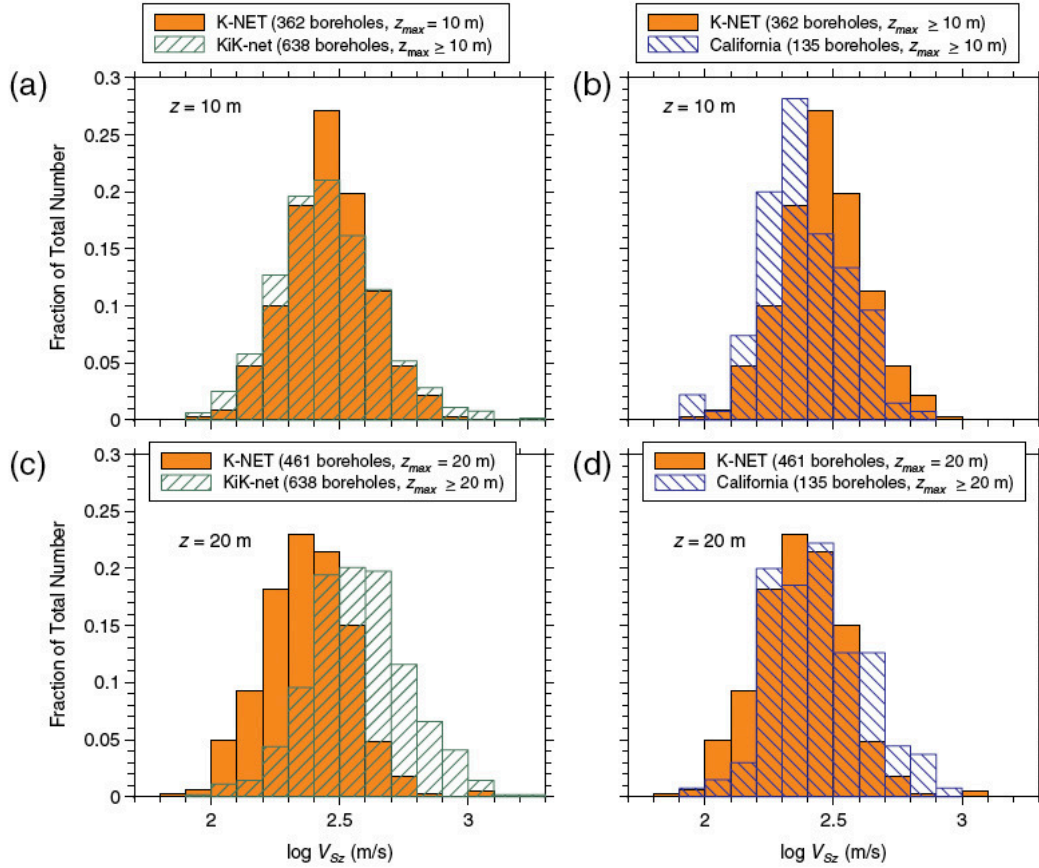 K-NET (362 boreholes, zmax = 10 m)
KiK-net (638 boreholes, zmax ≥ 10 m)
K-NET (362 boreholes, zmax ≥ 10 m)
California (135 boreholes, zmax ≥ 10 m)
(a)
(b)
z = 10 m
z = 10 m
0.3
0.25
0.2
0.15
0.1
0.05
0
Fraction of Total Number
K-NET (461 boreholes, zmax = 20 m)
KiK-net (638 boreholes, zmax ≥ 20 m)
K-NET (461 boreholes, zmax = 20 m)
California (135 boreholes, zmax ≥ 20 m)
(c)
(d)
z = 20 m
z = 20 m
0.3
0.25
0.2
0.15
0.1
0.05
0
Fraction of Total Number
2 2.5 3
2 2.5 3
log VSz (m/s)
log VSz (m/s)